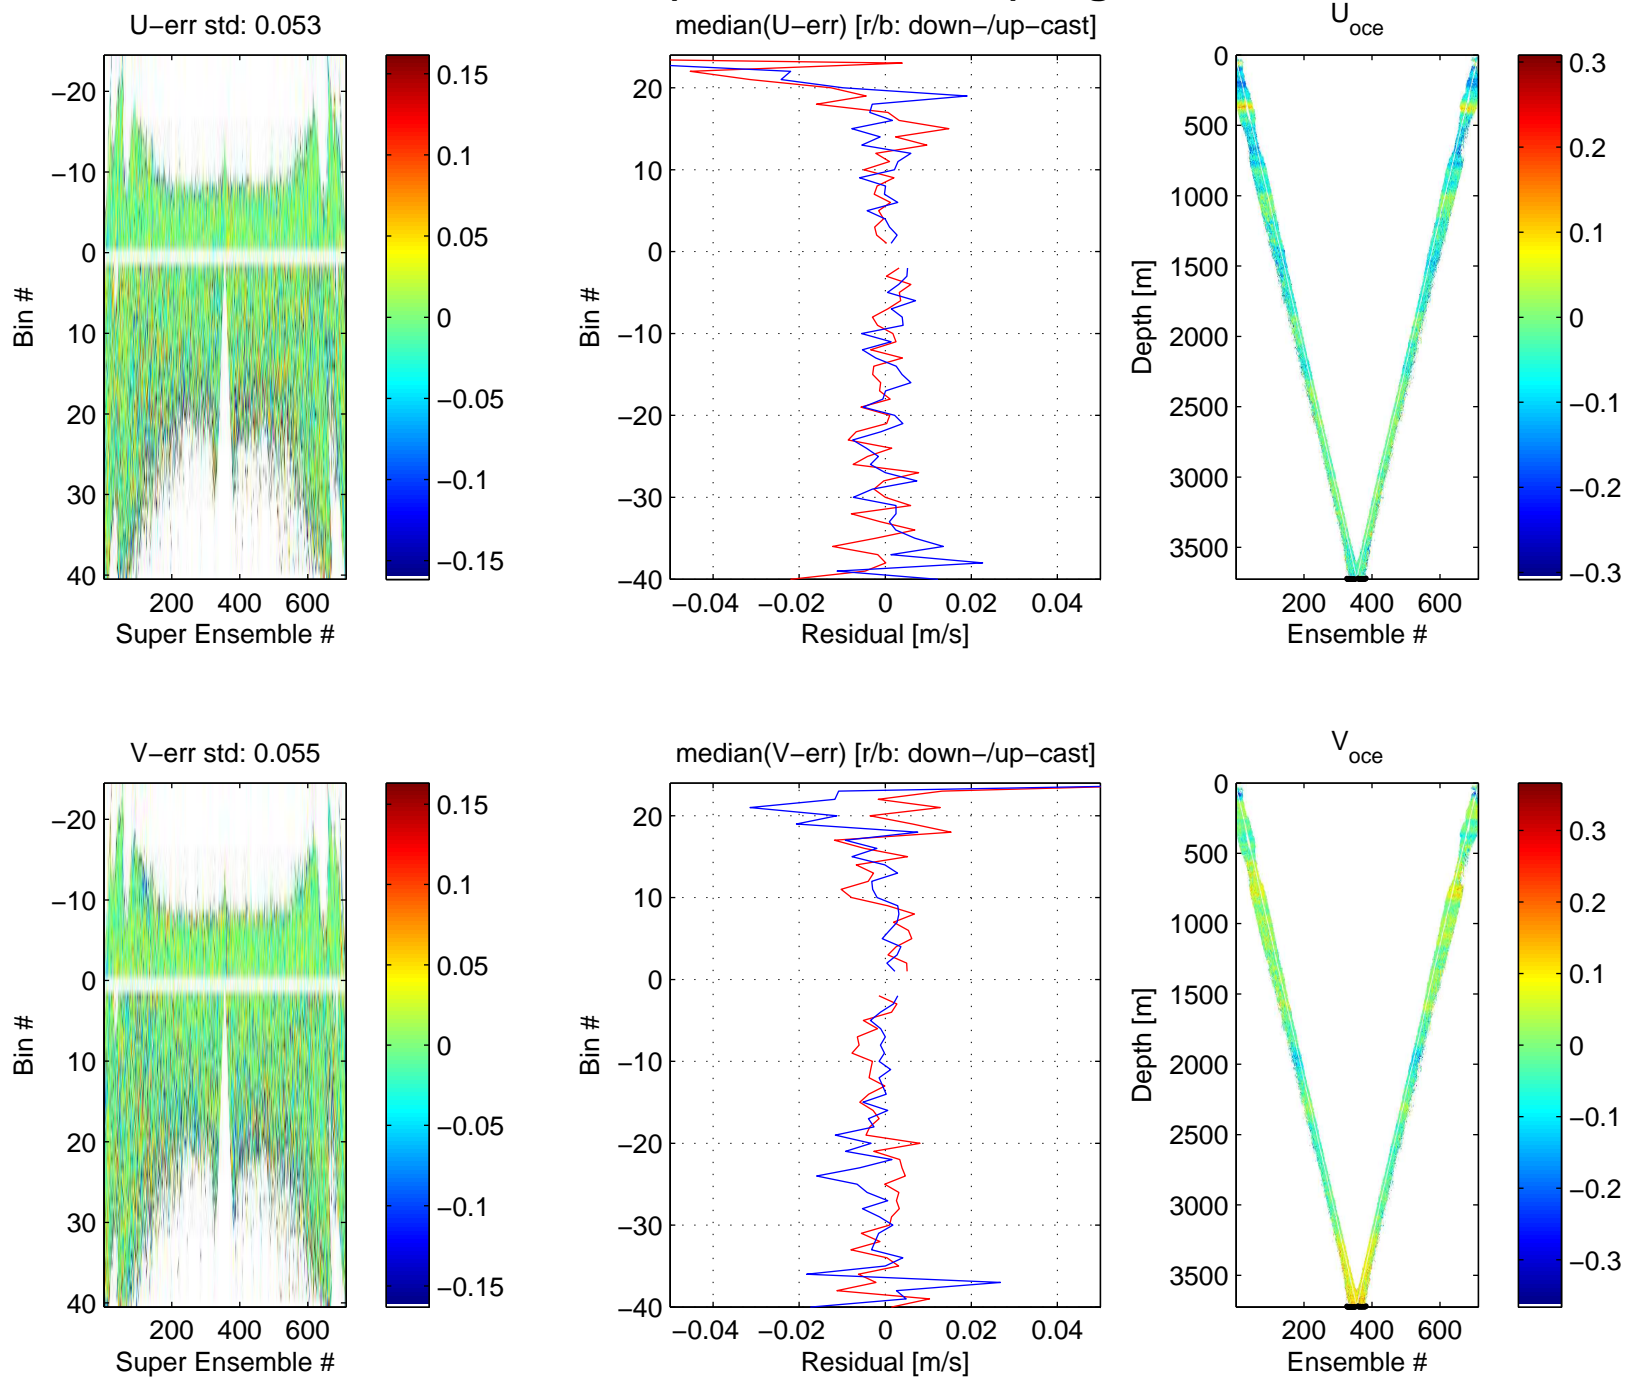 U−err std: 0.053
median(U−err) [r/b: down−/up−cast]
U
oce
−20
−10
0
10
20
30
40
Bin #
200 400 600
Super Ensemble #
0.15
0.1
0.05
0
−0.05
−0.1
−0.15
20
10
0
−10
−20
−30
−40
Bin #
−0.04 −0.02 0 0.02 0.04
Residual [m/s]
0
500
1000
1500
2000
2500
3000
3500
Depth [m]
200 400 600
Ensemble #
0.3
0.2
0.1
0
−0.1
−0.2
−0.3
V−err std: 0.055
median(V−err) [r/b: down−/up−cast]
V
oce
−20
−10
0
10
20
30
40
Bin #
200 400 600
Super Ensemble #
0.15
0.1
0.05
0
−0.05
−0.1
−0.15
20
10
0
−10
−20
−30
−40
Bin #
−0.04 −0.02 0 0.02 0.04
Residual [m/s]
0
500
1000
1500
2000
2500
3000
3500
Depth [m]
200 400 600
Ensemble #
0.3
0.2
0.1
0
−0.1
−0.2
−0.3